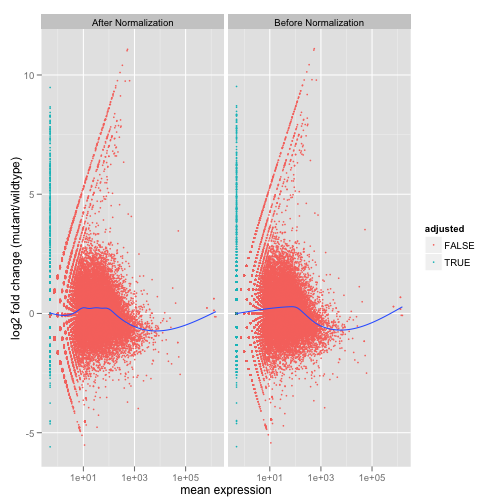 After Normalization
Before Normalization
log2 fold change (mutant/wildtype)
10
5
0
-5
1e+01
1e+03
1e+05
1e+01
1e+03
1e+05
mean expression
adjusted
FALSE
TRUE